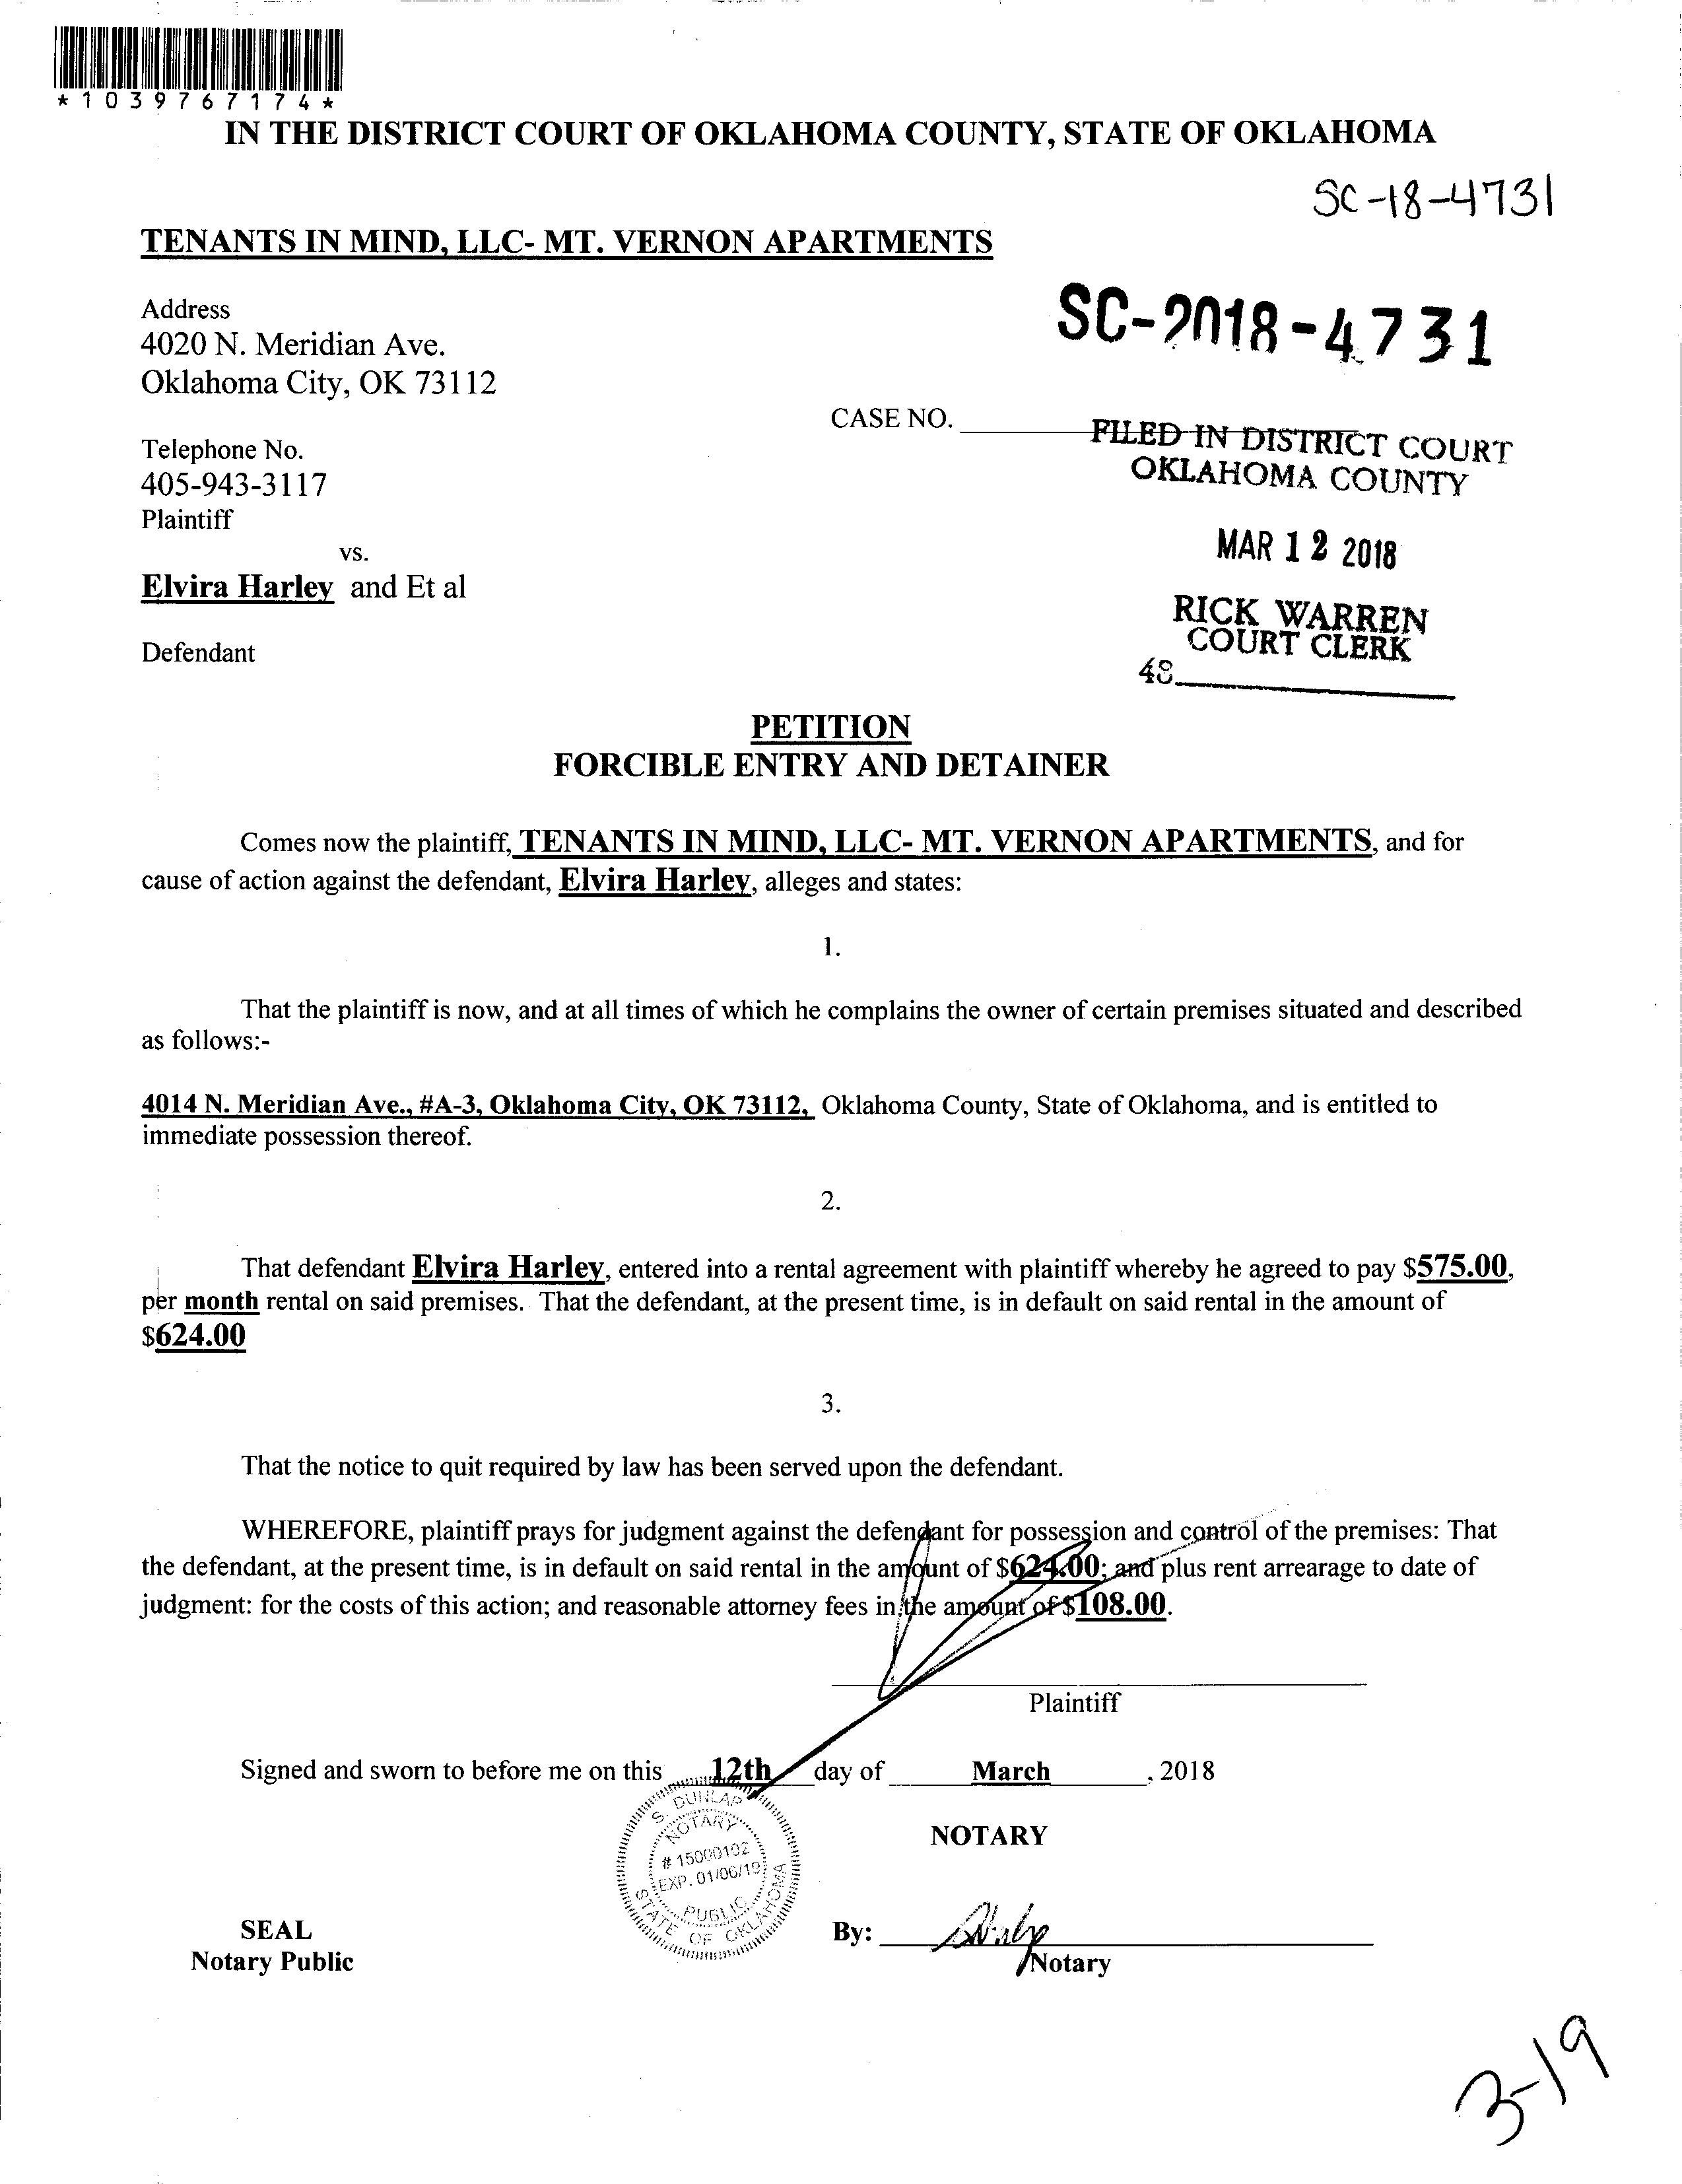 *1039767174*
IN THE DISTRICT COURT OF OKLAHOMA COUNTY, STATE OF OKLAHOMA
SC-18-4731
TENANTS IN MIND, LLC- MT. VERNON APARTMENTS
SC-2018-4731
Address
4020 N. Meridian Ave.
Oklahoma City, OK 73112
CASE NO.
FILED IN DISTRICT COURT
OKLAHOMA COUNTY
Telephone No.
405-943-3117
Plaintiff
MAR 12 2018
vs.
Elvira Harley and Et al
RICK WARREN
COURT CLERK
Defendant
48
PETITION
FORCIBLE ENTRY AND DETAINER
Comes now the plaintiff, TENANTS IN MIND, LLC- MT. VERNON APARTMENTS, and for
cause of action against the defendant, Elvira Harley, alleges and states:
1.
That the plaintiff is now, and at all times of which he complains the owner of certain premises situated and described
as follows:-
4014 N. Meridian Ave., #A-3, Oklahoma City, OK 73112, Oklahoma County, State of Oklahoma, and is entitled to
immediate possession thereof.
2.
That defendant Elvira Harley, entered into a rental agreement with plaintiff whereby he agreed to pay $575.00,
per month rental on said premises. That the defendant, at the present time, is in default on said rental in the amount of
$624.00
3.
That the notice to quit required by law has been served upon the defendant.
WHEREFORE, plaintiff prays for judgment against the defendant for possession and control of the premises: That
the defendant, at the present time, is in default on said rental in the amount of $624.00; and plus rent arrearage to date of
judgment: for the costs of this action; and reasonable attorney fees in the amount of $108.00.
Plaintiff
Signed and sworn to before me on this 12th day of March, 2018
S. DUNLAP
NOTARY
# 15000102
EXP. 01/06/19
PUBLIC
STATE OF OKLAHOMA
NOTARY
SEAL
Notary Public
By:
Notary
3-19